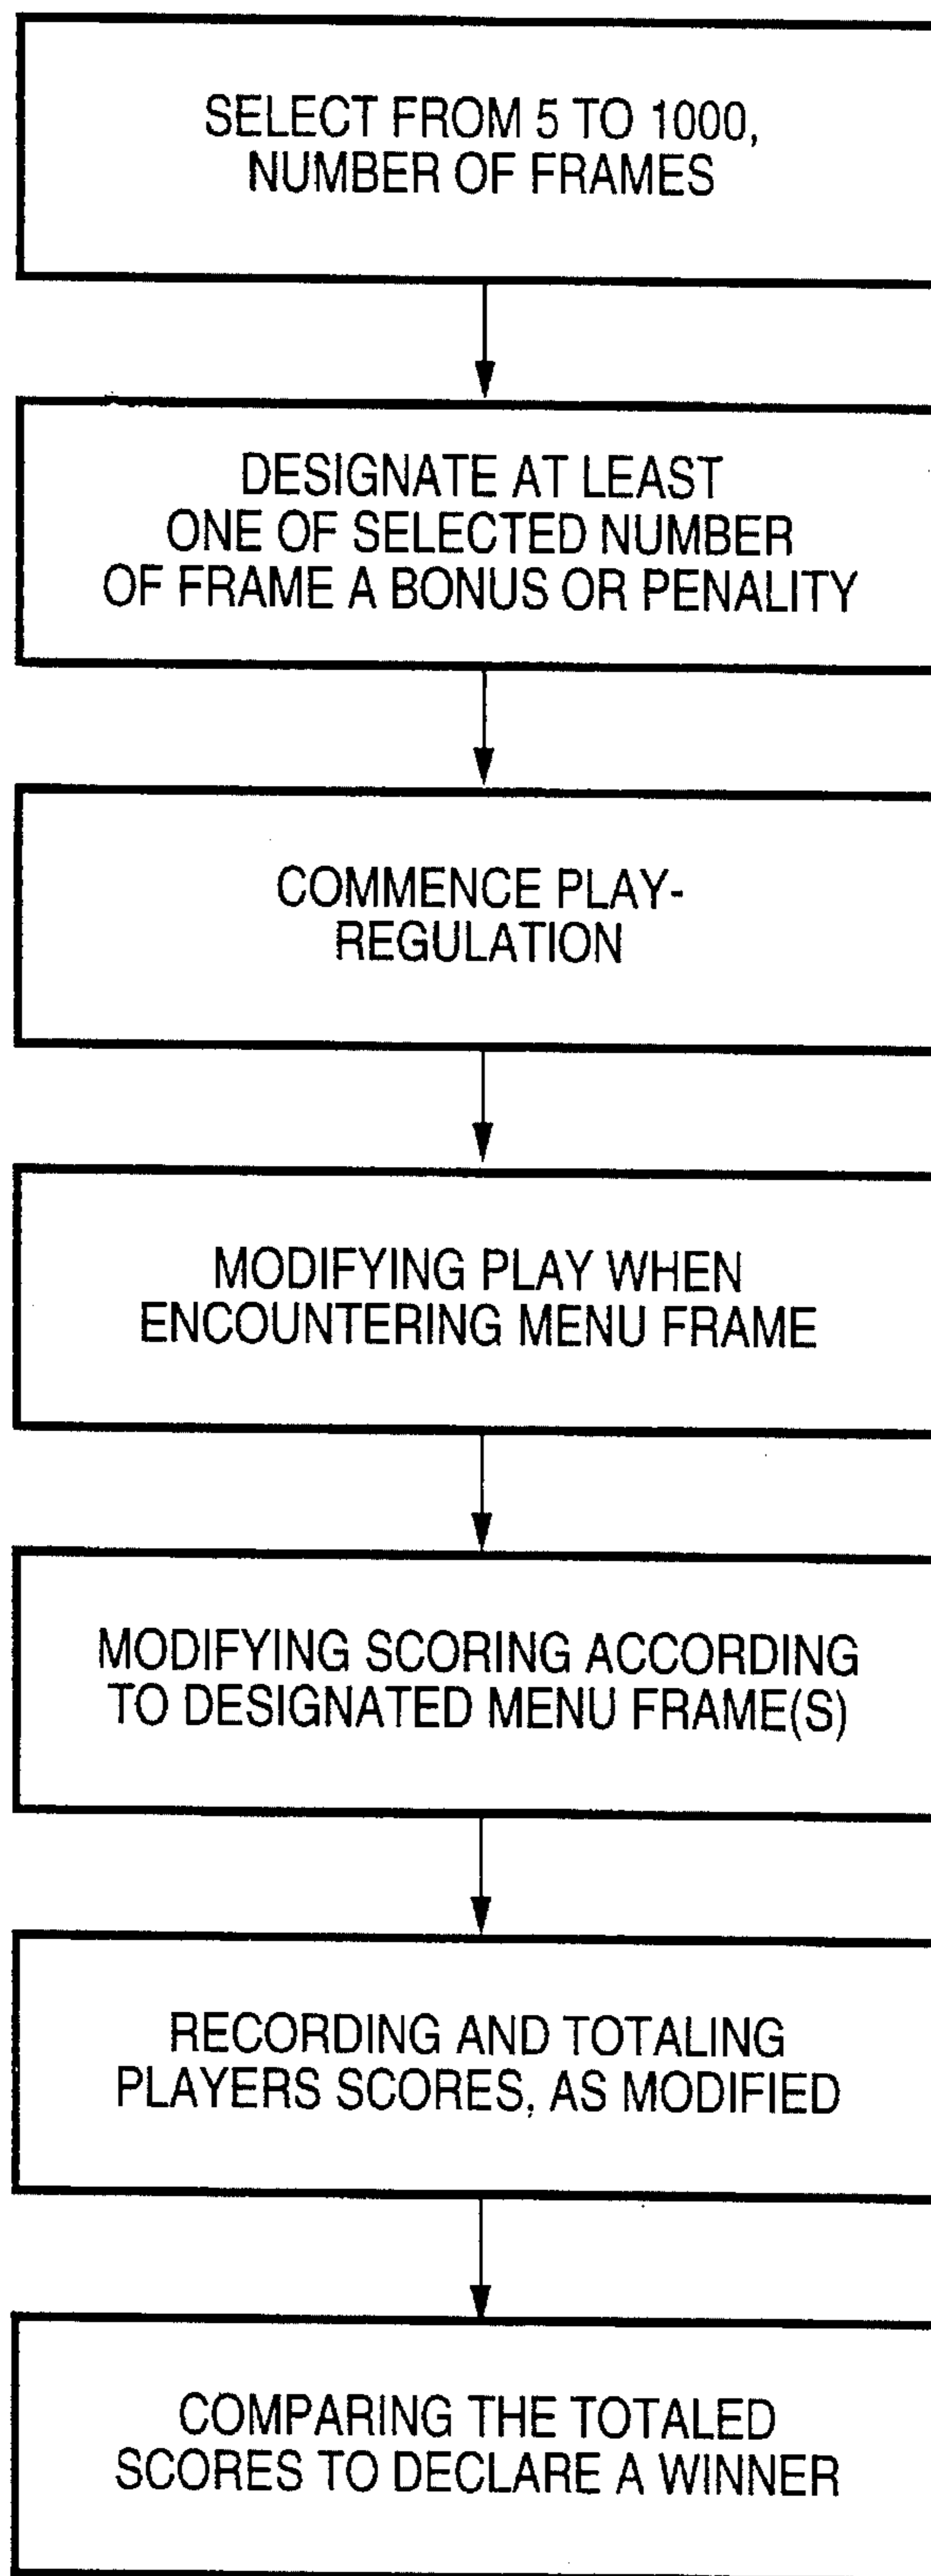 SELECT FROM 5 TO 1000,
NUMBER OF FRAMES
DESIGNATE AT LEAST
ONE OF SELECTED NUMBER
OF FRAME A BONUS OR PENALITY
COMMENCE PLAY-
REGULATION
MODIFYING PLAY WHEN
ENCOUNTERING MENU FRAME
MODIFYING SCORING ACCORDING
TO DESIGNATED MENU FRAME(S)
RECORDING AND TOTALING
PLAYERS SCORES, AS MODIFIED
COMPARING THE TOTALED
SCORES TO DECLARE A WINNER